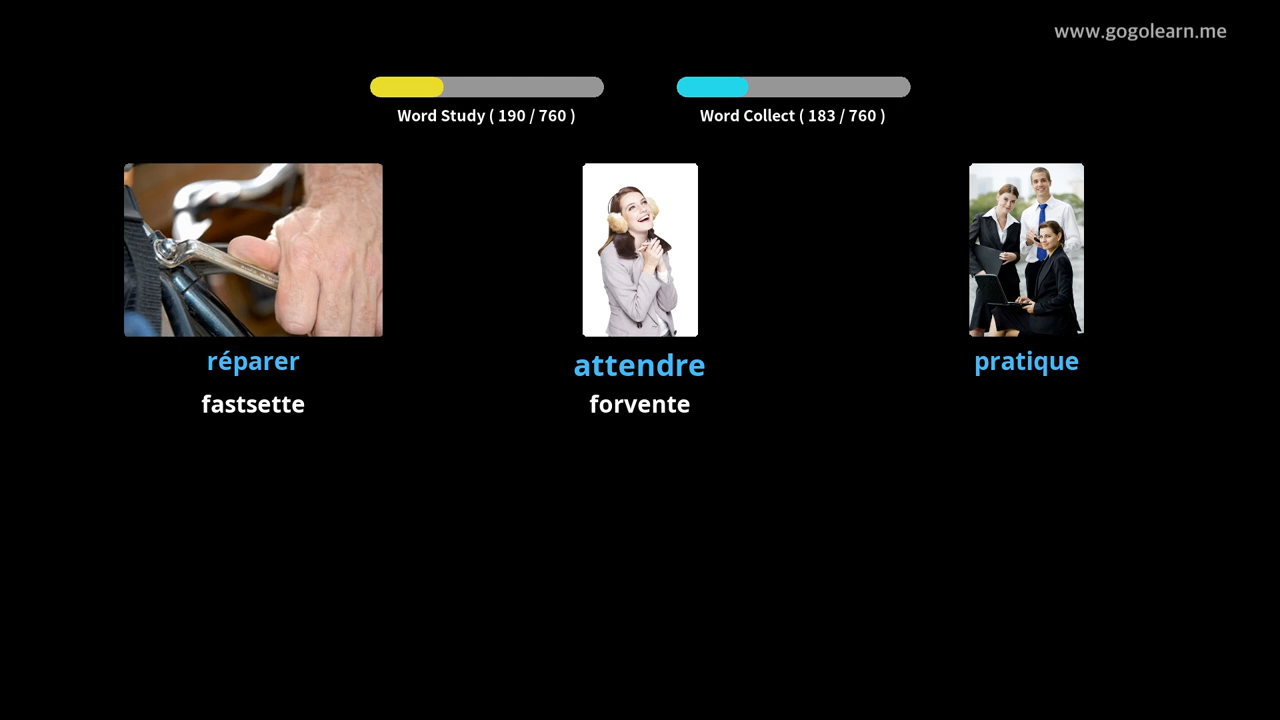 www.gogolearn.me
Word Study ( 190 / 760 )
Word Collect ( 183 / 760 )
réparer
attendre
pratique
fastsette
forvente